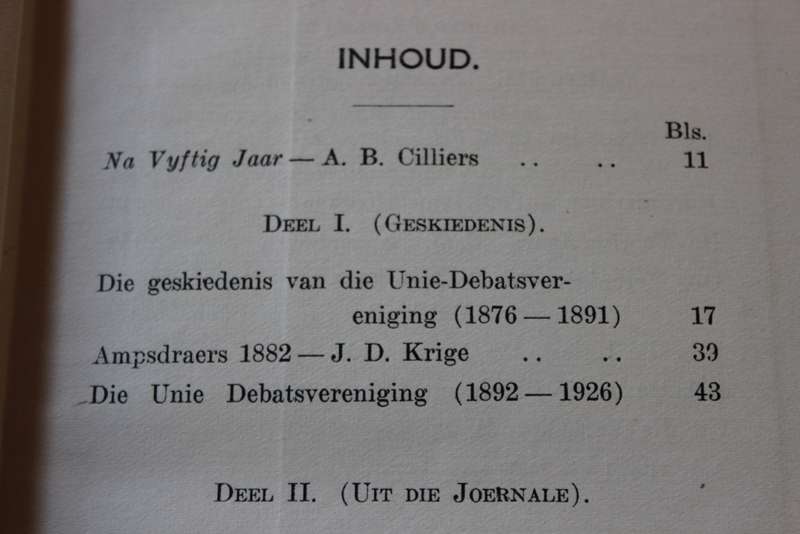 INHOUD.
Bls.
Na Vyftig Jaar — A. B. Cilliers .. .. 11
DEEL I. (GESKIEDENIS).
Die geskiedenis van die Unie-Debatsver-
eniging (1876 — 1891) 17
Ampsdraers 1882 — J. D. Krige .. .. 39
Die Unie Debatsvereniging (1892 — 1926) 43
DEEL II. (UIT DIE JOERNALE).